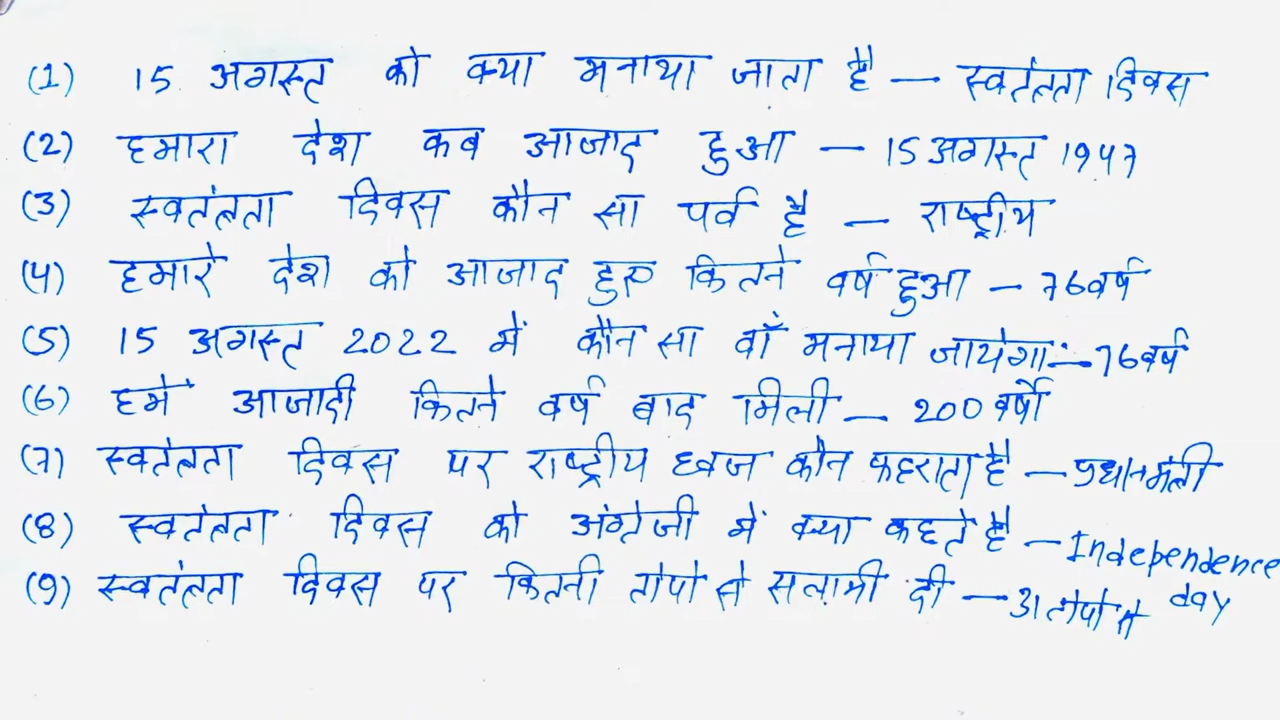 (1) 15 अगस्त को क्या मनाया जाता है – स्वतंत्रता दिवस
(2) हमारा देश कब आजाद हुआ – 15 अगस्त 1947
(3) स्वतंत्रता दिवस कौन सा पर्व है – राष्ट्रीय
(4) हमारे देश को आजाद हुए कितने वर्ष हुआ – 76 वर्ष
(5) 15 अगस्त 2022 में कौन सा वाँ मनाया जायेगा:– 76 वर्ष
(6) हमें आजादी कितने वर्ष बाद मिली – 200 वर्षो
(7) स्वतंत्रता दिवस पर राष्ट्रीय ध्वज कौन फहराता है – प्रधानमंत्री
(8) स्वतंत्रता दिवस को अंग्रेजी में क्या कहते है – Independence day
(9) स्वतंत्रता दिवस पर कितनी तोपो से सलामी दी – 31 तोपो से